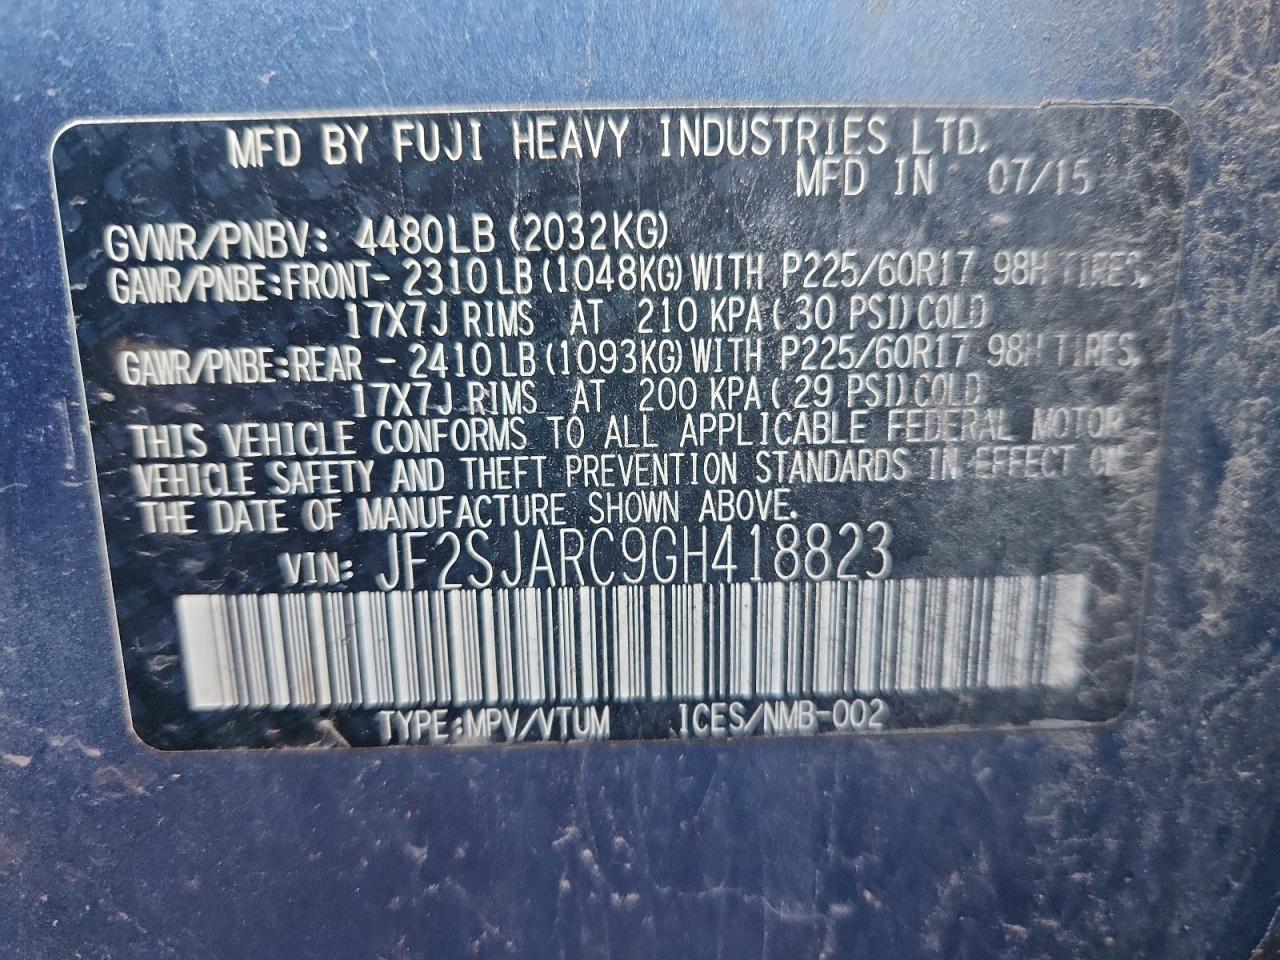 MFD BY FUJI HEAVY INDUSTRIES LTD.
MFD IN 07/15
GVWR/PNBV: 4480LB (2032KG)
GAWR/PNBE:FRONT- 2310LB(1048KG)WITH P225/60R17 98H TIRES,
17X7J RIMS AT 210 KPA( 30 PSI)COLD
GAWR/PNBE:REAR - 2410LB(1093KG)WITH P225/60R17 98H TIRES,
17X7J RIMS AT 200 KPA( 29 PSI)COLD
THIS VEHICLE CONFORMS TO ALL APPLICABLE FEDERAL MOTOR
VEHICLE SAFETY AND THEFT PREVENTION STANDARDS IN EFFECT ON
THE DATE OF MANUFACTURE SHOWN ABOVE.
VIN: JF2SJARC9GH418823
TYPE:MPV/VTUM ICES/NMB-002